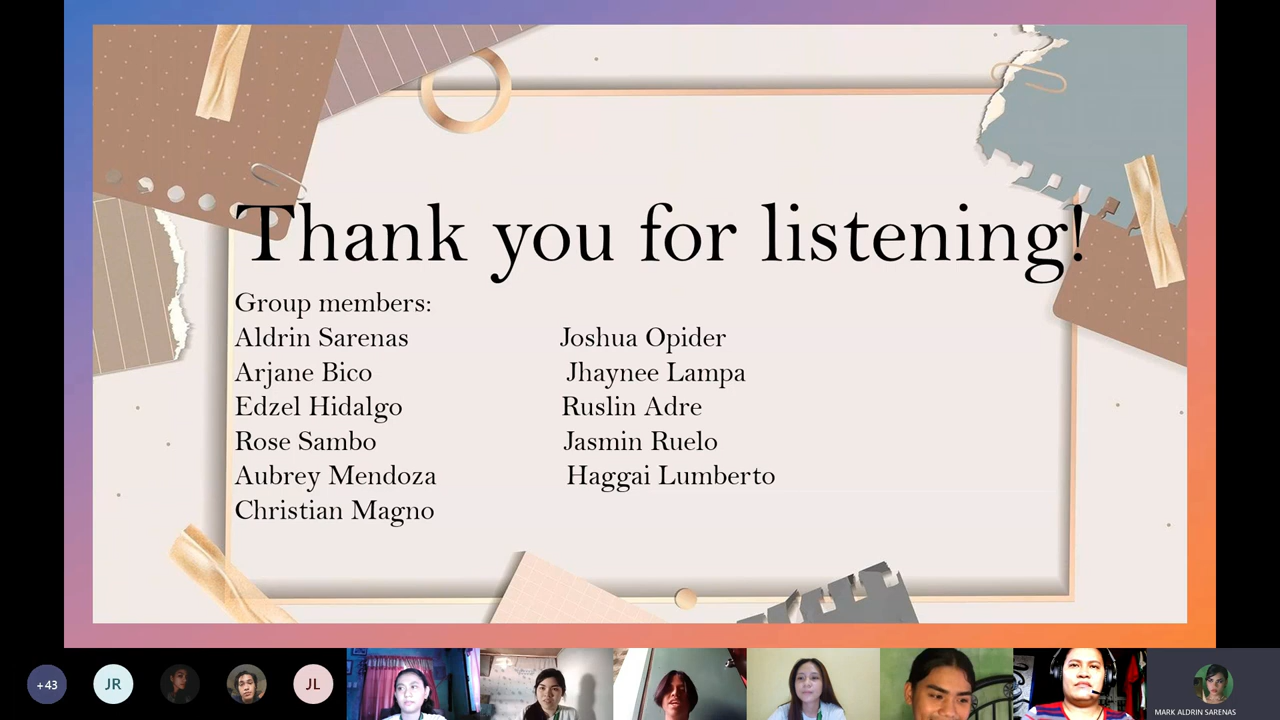 Thank you for listening!
Group members:
Aldrin Sarenas Joshua Opider
Arjane Bico Jhaynee Lampa
Edzel Hidalgo Ruslin Adre
Rose Sambo Jasmin Ruelo
Aubrey Mendoza Haggai Lumberto
Christian Magno
+43 JR JL
MARK ALDRIN SARENAS